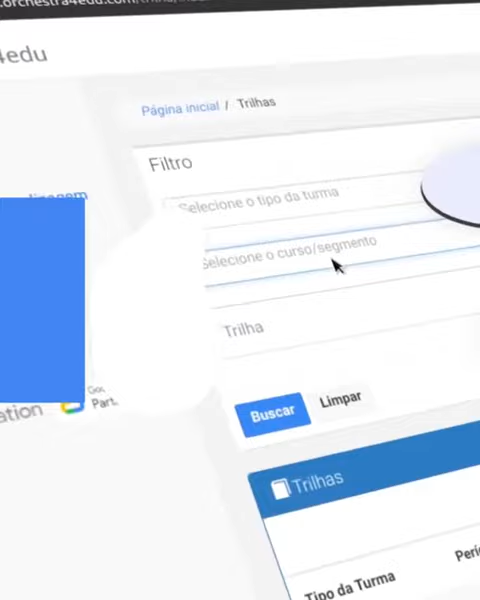 .orchestra4edu.com
4edu
Página inicial / Trilhas
Filtro
Selecione o tipo da turma
Selecione o curso/segmento
Trilha
Buscar Limpar
Trilhas
Tipo da Turma